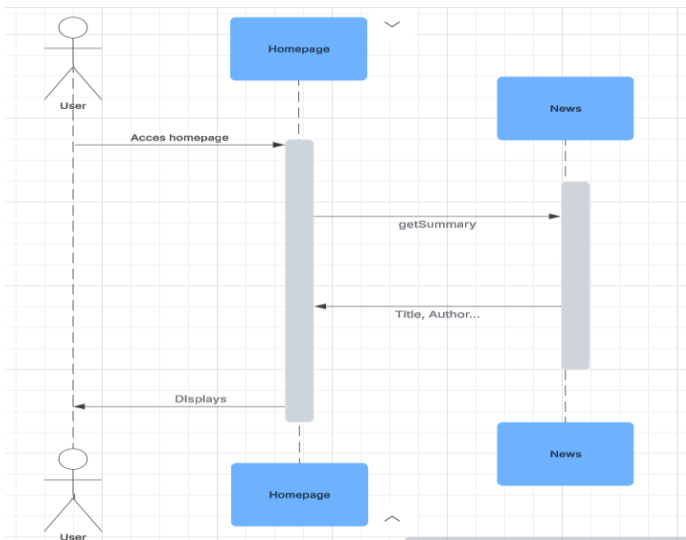 Homepage
News
User
Acces homepage
getSummary
Title, Author...
DIsplays
News
Homepage
User